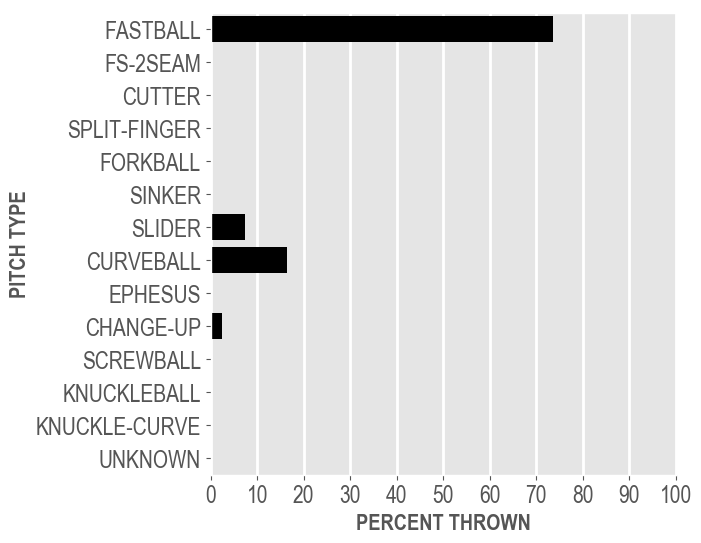 FASTBALL
FS-2SEAM
CUTTER
SPLIT-FINGER
FORKBALL
SINKER
SLIDER
CURVEBALL
EPHESUS
CHANGE-UP
SCREWBALL
KNUCKLEBALL
KNUCKLE-CURVE
UNKNOWN
PITCH TYPE
0 10 20 30 40 50 60 70 80 90 100
PERCENT THROWN